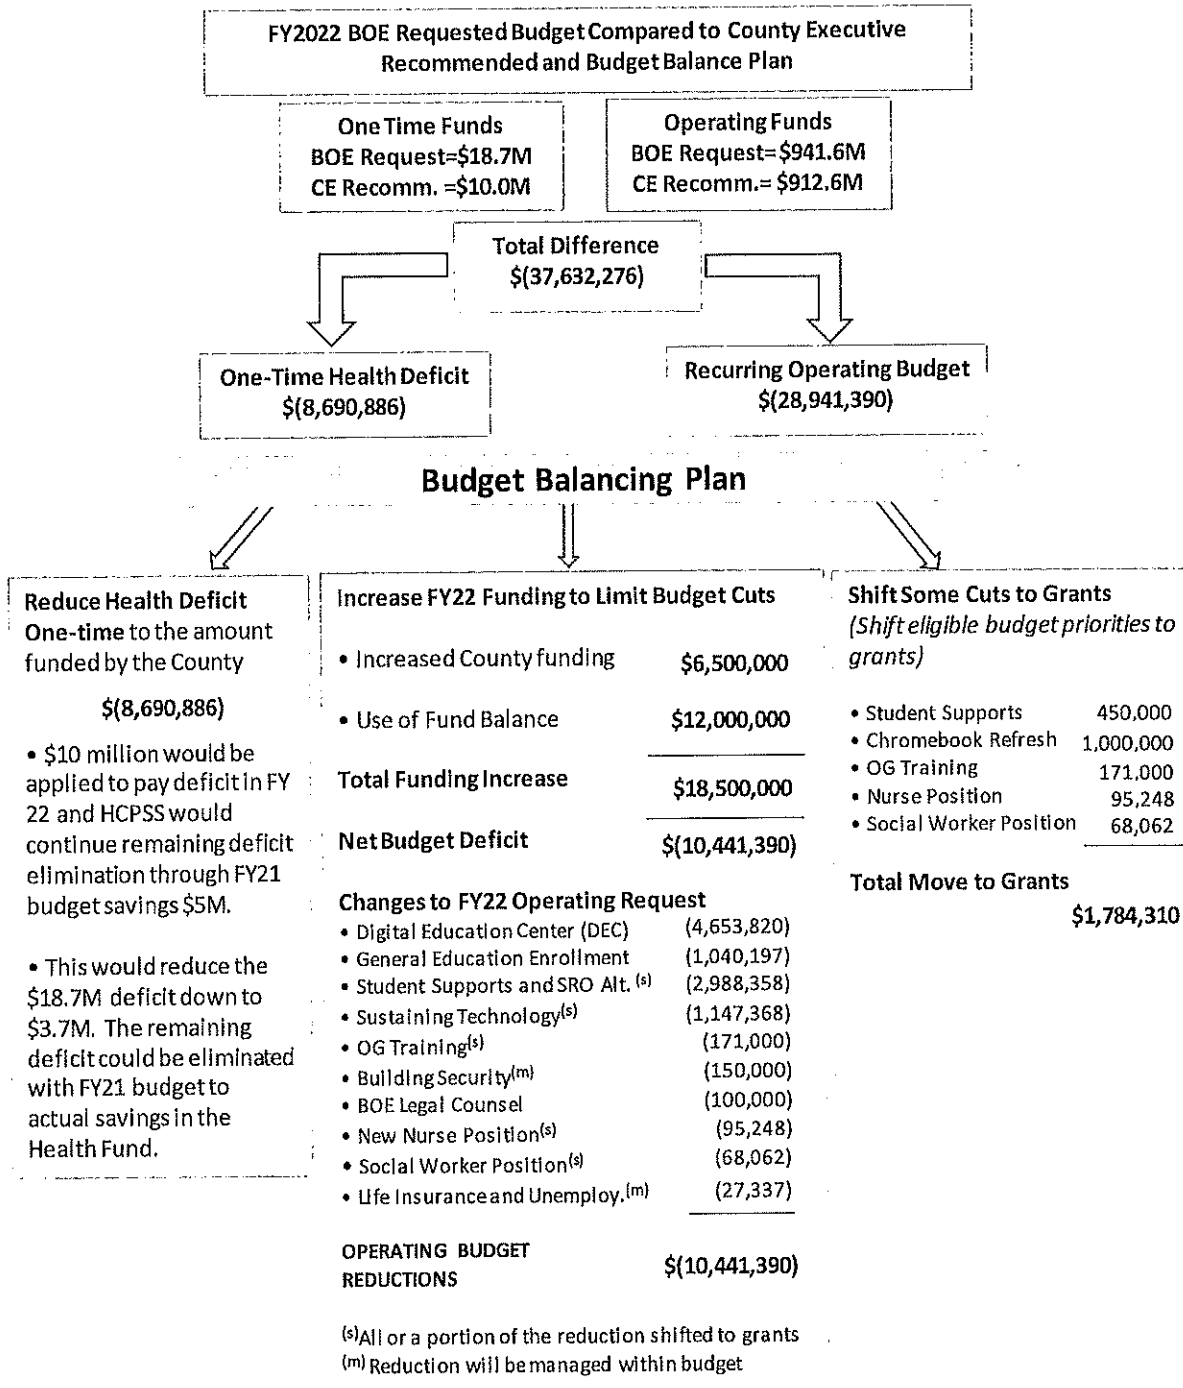 FY2022 BOE Requested Budget Compared to County Executive
Recommended and Budget Balance Plan
One Time Funds
BOE Request=$18.7M
CE Recomm. =$10.0M
Operating Funds
BOE Request=$941.6M
CE Recomm.= $912.6M
Total Difference
$(37,632,276)
One-Time Health Deficit
$(8,690,886)
Recurring Operating Budget
$(28,941,390)
Budget Balancing Plan
Reduce Health Deficit
One-time to the amount
funded by the County
$(8,690,886)
• $10 million would be
applied to pay deficit in FY
22 and HCPSS would
continue remaining deficit
elimination through FY21
budget savings $5M.
• This would reduce the
$18.7M deficit down to
$3.7M. The remaining
deficit could be eliminated
with FY21 budget to
actual savings in the
Health Fund.
Increase FY22 Funding to Limit Budget Cuts
• Increased County funding $6,500,000
• Use of Fund Balance $12,000,000
Total Funding Increase $18,500,000
Net Budget Deficit $(10,441,390)
Changes to FY22 Operating Request
• Digital Education Center (DEC) (4,653,820)
• General Education Enrollment (1,040,197)
• Student Supports and SRO Alt. (s) (2,988,358)
• Sustaining Technology(s) (1,147,368)
• OG Training(s) (171,000)
• Building Security(m) (150,000)
• BOE Legal Counsel (100,000)
• New Nurse Position(s) (95,248)
• Social Worker Position(s) (68,062)
• Life Insurance and Unemploy.(m) (27,337)
OPERATING BUDGET
REDUCTIONS $(10,441,390)
(s)All or a portion of the reduction shifted to grants
(m) Reduction will be managed within budget
Shift Some Cuts to Grants
(Shift eligible budget priorities to
grants)
• Student Supports 450,000
• Chromebook Refresh 1,000,000
• OG Training 171,000
• Nurse Position 95,248
• Social Worker Position 68,062
Total Move to Grants
$1,784,310